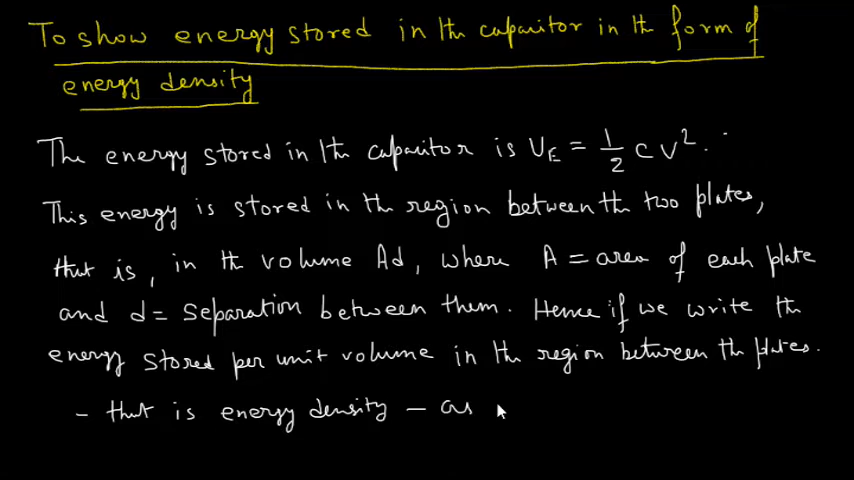 To show energy stored in the capacitor in the form of
energy density
The energy stored in the capacitor is U_E = 1/2 C V².
This energy is stored in the region between the two plates,
that is, in the volume Ad, where A = area of each plate
and d = separation between them. Hence if we write the
energy stored per unit volume in the region between the plates.
- that is energy density - as